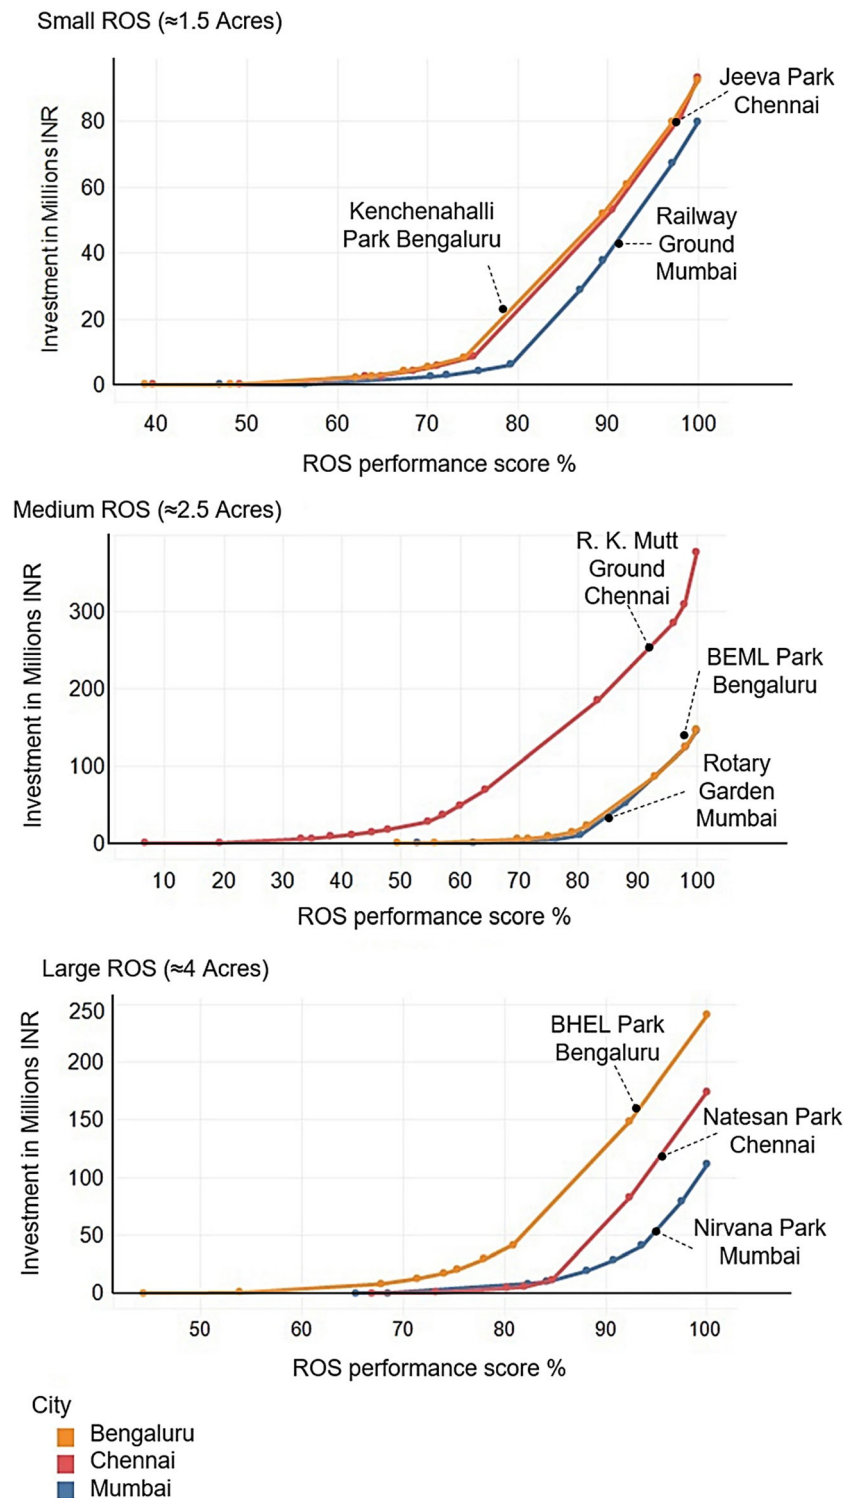 Small ROS (≈1.5 Acres)
Investment in Millions INR
80
60
40
20
0
Jeeva Park
Chennai
Kenchenahalli
Park Bengaluru
Railway
Ground
Mumbai
40 50 60 70 80 90 100
ROS performance score %
Medium ROS (≈2.5 Acres)
Investment in Millions INR
300
200
100
0
R. K. Mutt
Ground
Chennai
BEML Park
Bengaluru
Rotary
Garden
Mumbai
10 20 30 40 50 60 70 80 90 100
ROS performance score %
Large ROS (≈4 Acres)
Investment in Millions INR
250
200
150
100
50
0
BHEL Park
Bengaluru
Natesan Park
Chennai
Nirvana Park
Mumbai
50 60 70 80 90 100
ROS performance score %
City
Bengaluru
Chennai
Mumbai